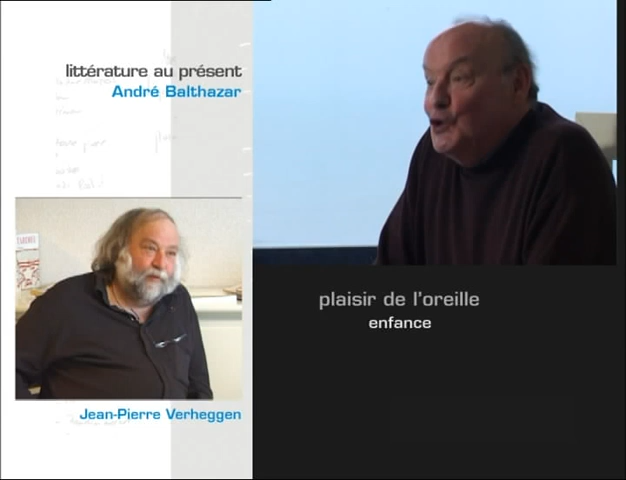 littérature au présent
André Balthazar
Jean-Pierre Verheggen
plaisir de l'oreille
enfance